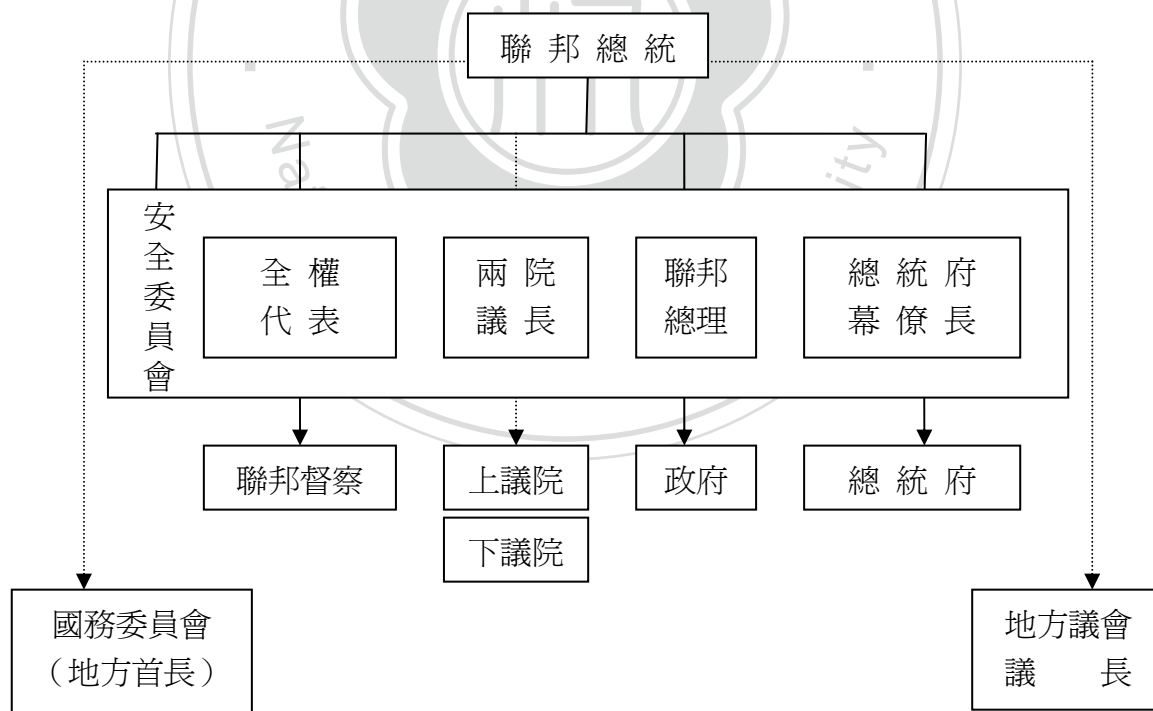 聯 邦 總 統
安全委員會
全 權
代 表
兩 院
議 長
聯邦
總理
總 統 府
幕 僚 長
聯邦督察
上議院
政府
總 統 府
下議院
國務委員會
（地方首長）
地方議會
議　　長